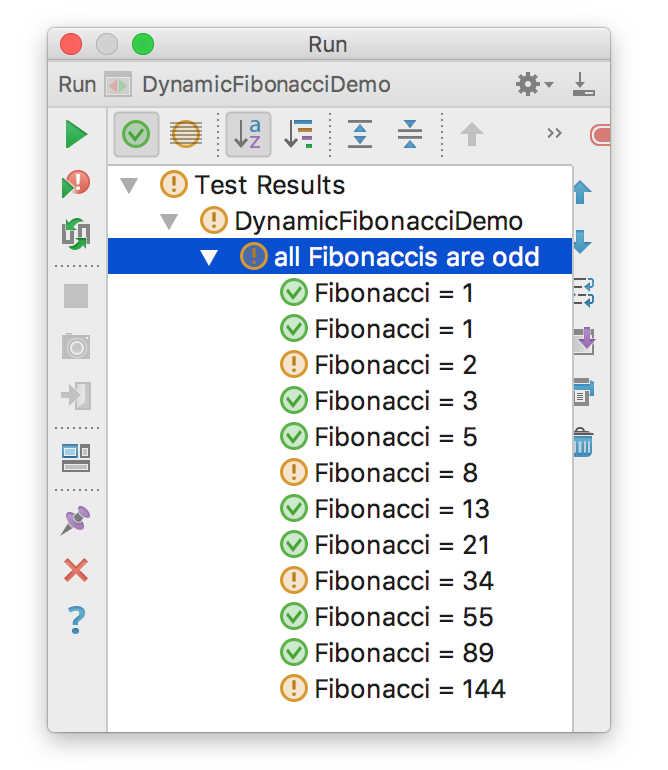 Run
Run DynamicFibonacciDemo
a
z
Test Results
DynamicFibonacciDemo
all Fibonaccis are odd
Fibonacci = 1
Fibonacci = 1
Fibonacci = 2
Fibonacci = 3
Fibonacci = 5
Fibonacci = 8
Fibonacci = 13
Fibonacci = 21
Fibonacci = 34
Fibonacci = 55
Fibonacci = 89
Fibonacci = 144